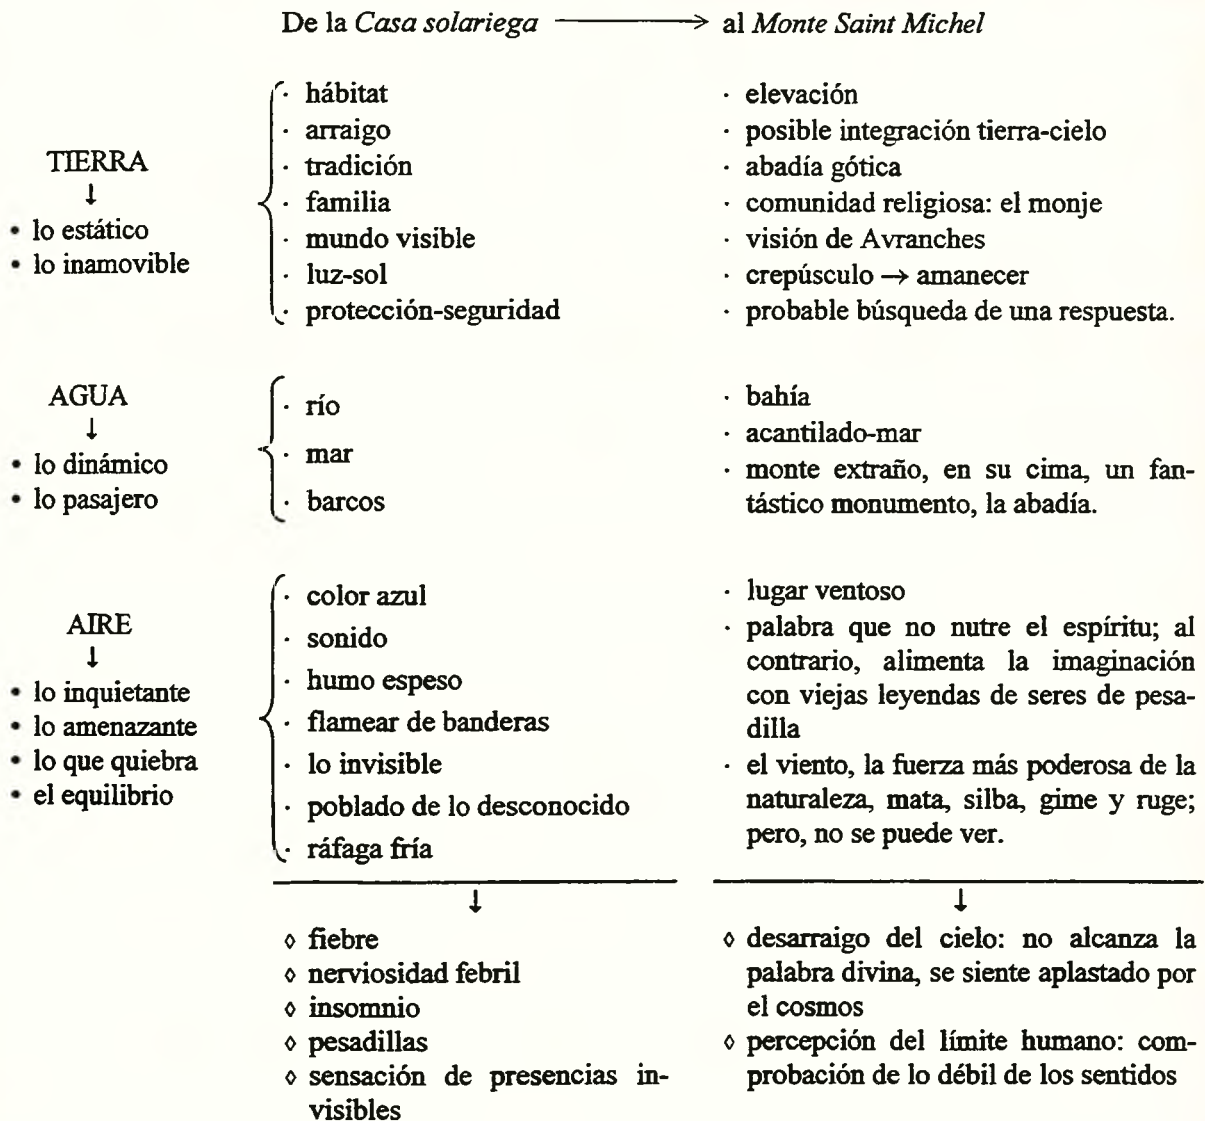 De la Casa solariega ⟶ al Monte Saint Michel
TIERRA
↓
• lo estático
• lo inamovible
· hábitat
· arraigo
· tradición
· familia
· mundo visible
· luz-sol
· protección-seguridad
· elevación
· posible integración tierra-cielo
· abadía gótica
· comunidad religiosa: el monje
· visión de Avranches
· crepúsculo → amanecer
· probable búsqueda de una respuesta.
AGUA
↓
• lo dinámico
• lo pasajero
· río
· mar
· barcos
· bahía
· acantilado-mar
· monte extraño, en su cima, un fan-
tástico monumento, la abadía.
AIRE
↓
• lo inquietante
• lo amenazante
• lo que quiebra
• el equilibrio
· color azul
· sonido
· humo espeso
· flamear de banderas
· lo invisible
· poblado de lo desconocido
· ráfaga fría
· lugar ventoso
· palabra que no nutre el espíritu; al
contrario, alimenta la imaginación
con viejas leyendas de seres de pesa-
dilla
· el viento, la fuerza más poderosa de la
naturaleza, mata, silba, gime y ruge;
pero, no se puede ver.
↓
◊ fiebre
◊ nerviosidad febril
◊ insomnio
◊ pesadillas
◊ sensación de presencias in-
visibles
↓
◊ desarraigo del cielo: no alcanza la
palabra divina, se siente aplastado por
el cosmos
◊ percepción del límite humano: com-
probación de lo débil de los sentidos